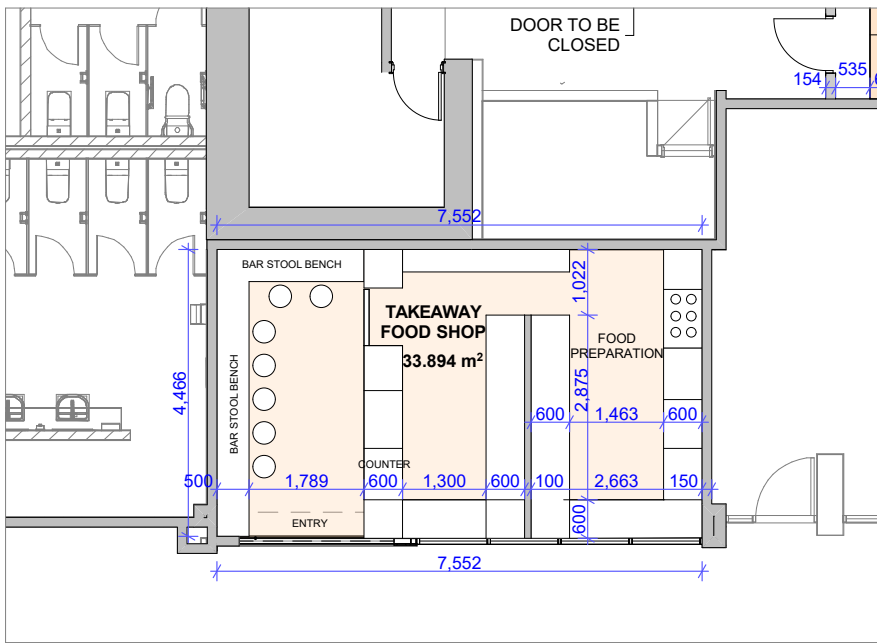 DOOR TO BE
CLOSED
154
535
7,552
BAR STOOL BENCH
1,022
TAKEAWAY
FOOD SHOP
33.894 m²
FOOD
PREPARATION
4,466
BAR STOOL BENCH
2,875
600
1,463
600
COUNTER
500
1,789
600
1,300
600
100
2,663
150
ENTRY
600
7,552